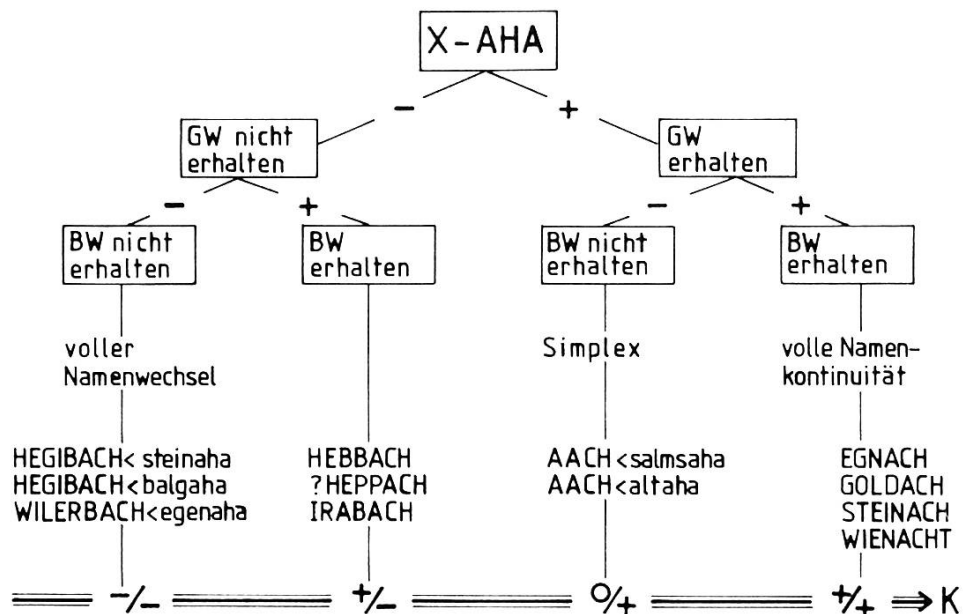 X-AHA
- +
GW nicht
erhalten
GW
erhalten
- + - +
BW nicht
erhalten
BW
erhalten
BW nicht
erhalten
BW
erhalten
voller
Namenwechsel
Simplex
volle Namen-
kontinuität
HEGIBACH< steinaha
HEGIBACH<balgaha
WILERBACH<egenaha
HEBBACH
?HEPPACH
IRABACH
AACH<salmsaha
AACH<altaha
EGNACH
GOLDACH
STEINACH
WIENACHT
-/- +/- O/+ +/+ ⇒ K